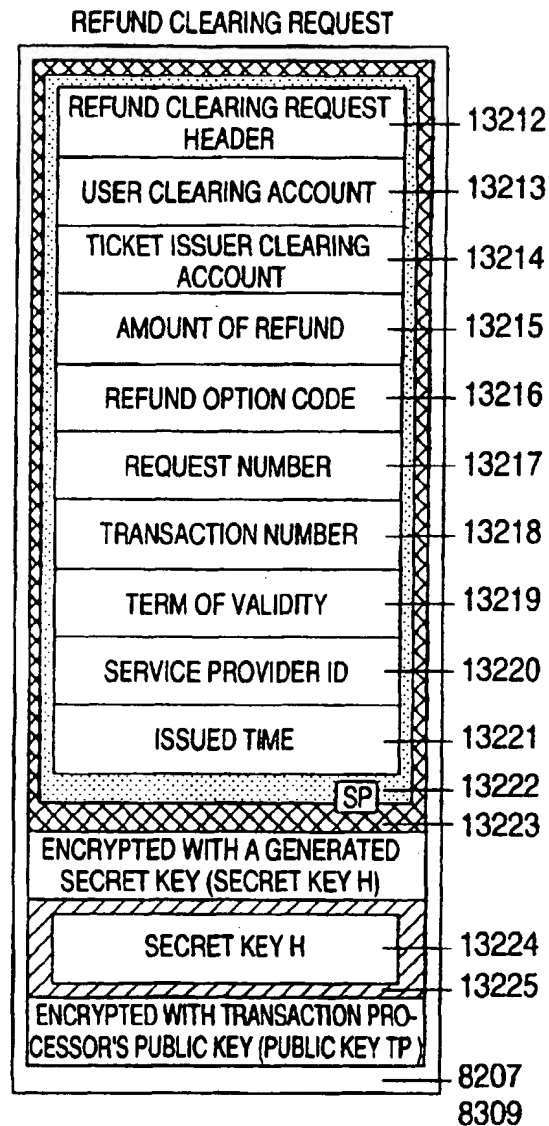 REFUND CLEARING REQUEST
REFUND CLEARING REQUEST
HEADER
13212
USER CLEARING ACCOUNT
13213
TICKET ISSUER CLEARING
ACCOUNT
13214
AMOUNT OF REFUND
13215
REFUND OPTION CODE
13216
REQUEST NUMBER
13217
TRANSACTION NUMBER
13218
TERM OF VALIDITY
13219
SERVICE PROVIDER ID
13220
ISSUED TIME
13221
SP
13222
13223
ENCRYPTED WITH A GENERATED
SECRET KEY (SECRET KEY H)
SECRET KEY H
13224
13225
ENCRYPTED WITH TRANSACTION PRO-
CESSOR'S PUBLIC KEY (PUBLIC KEY TP)
8207
8309